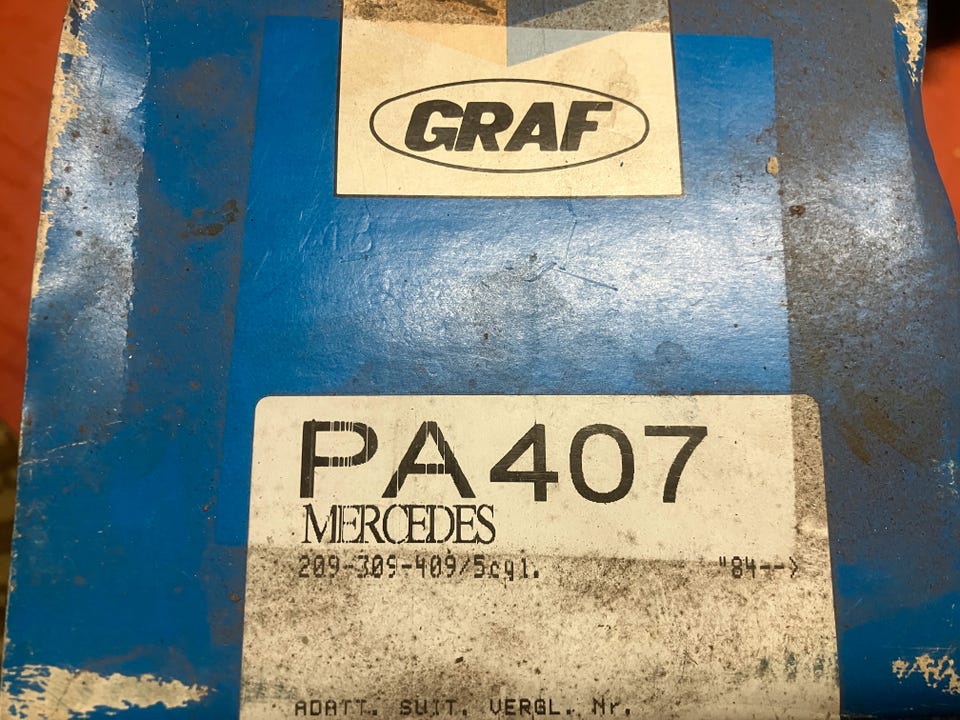 GRAF
PA407
MERCEDES
209-309-409/5cyl. "84-->
ADATT. SUIT. VERGL. Nr.